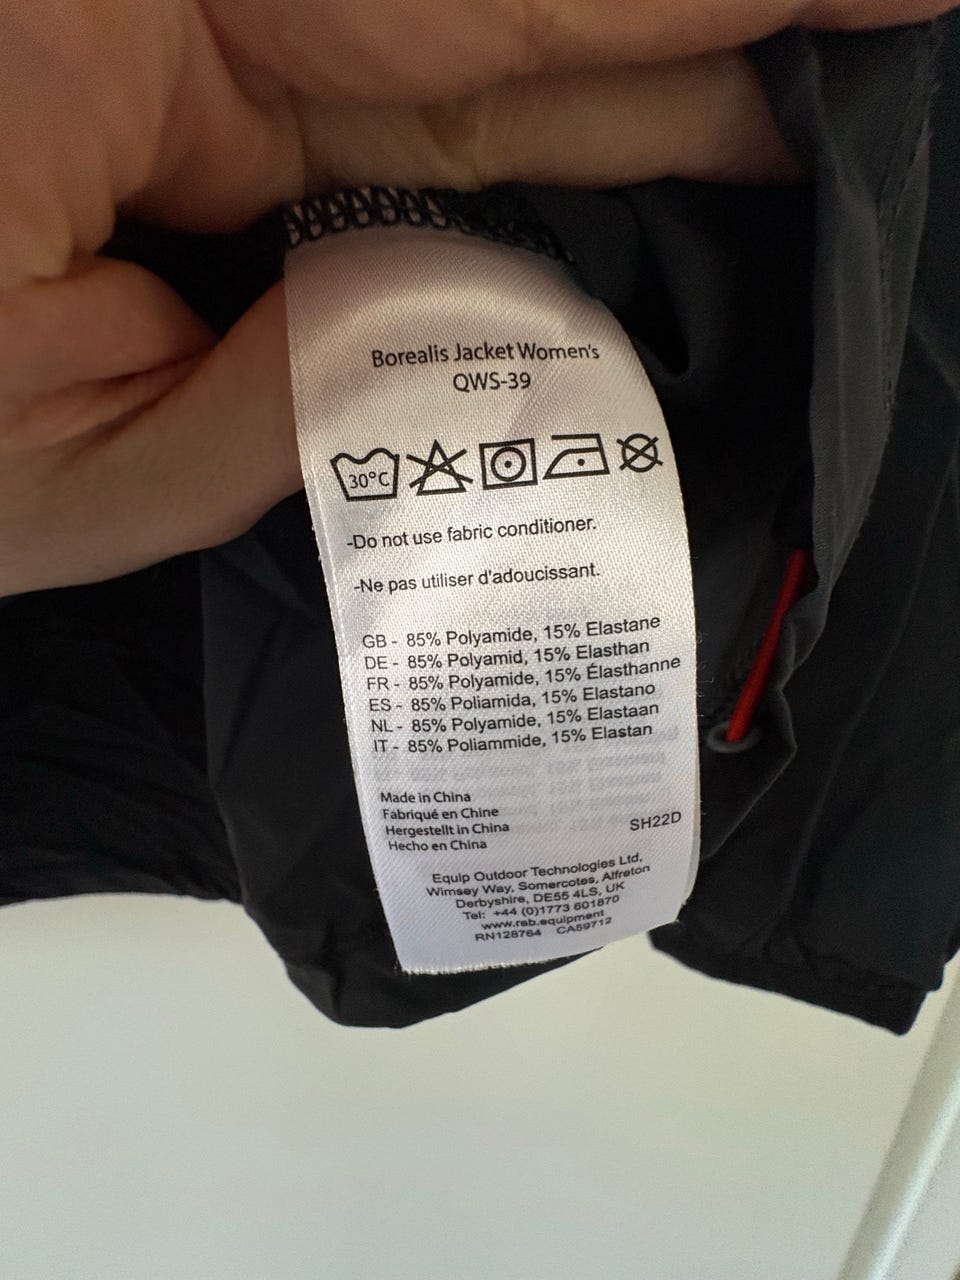 Borealis Jacket Women's
QWS-39
30°C
-Do not use fabric conditioner.
-Ne pas utiliser d'adoucissant.
GB - 85% Polyamide, 15% Elastane
DE - 85% Polyamid, 15% Elasthan
FR - 85% Polyamide, 15% Élasthanne
ES - 85% Poliamida, 15% Elastano
NL - 85% Polyamide, 15% Elastaan
IT - 85% Poliammide, 15% Elastan
Made in China
Fabriqué en Chine
Hergestellt in China
Hecho en China
SH22D
Equip Outdoor Technologies Ltd,
Wimsey Way, Somercotes, Alfreton
Derbyshire, DE55 4LS, UK
Tel: +44 (0)1773 601870
www.rab.equipment
RN128764 CA59712